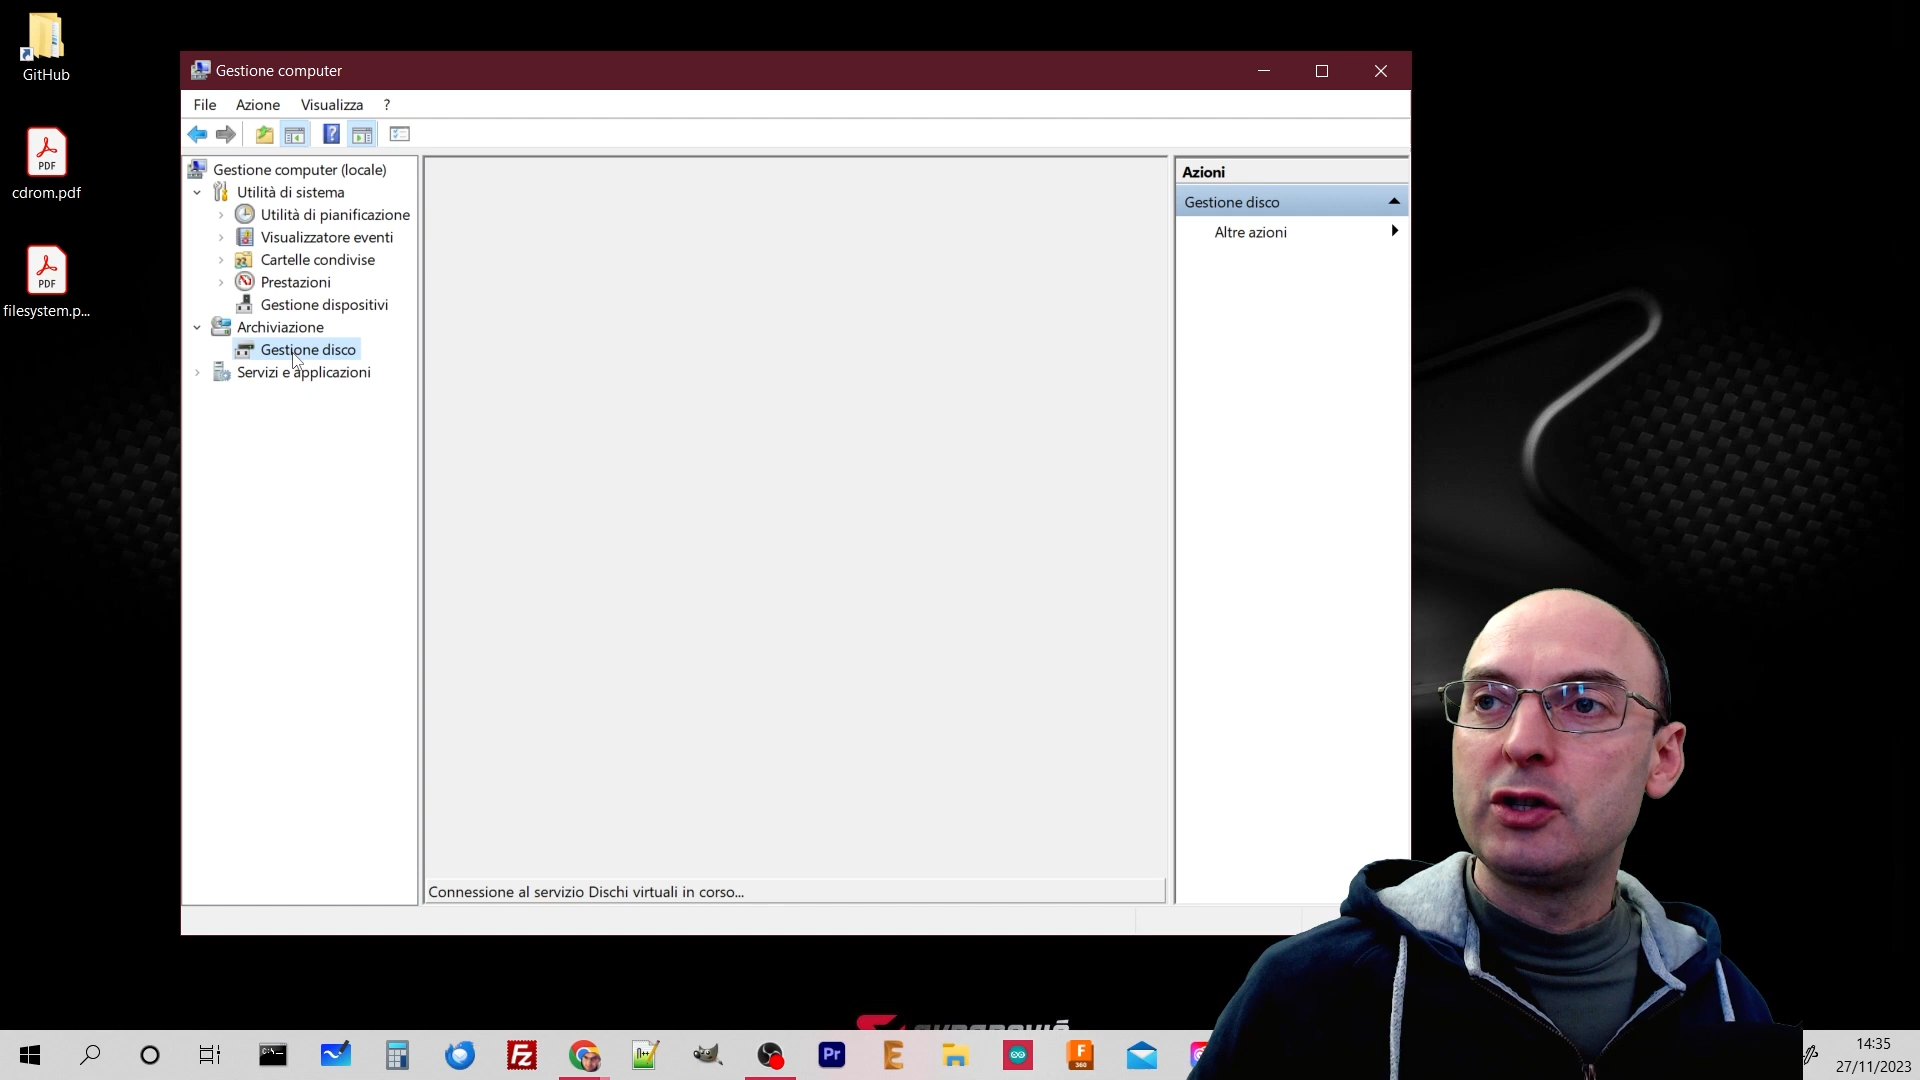 GitHub
PDF
cdrom.pdf
PDF
filesystem.p...
Gestione computer
File Azione Visualizza ?
Gestione computer (locale)
Utilità di sistema
Utilità di pianificazione
Visualizzatore eventi
Cartelle condivise
Prestazioni
Gestione dispositivi
Archiviazione
Gestione disco
Servizi e applicazioni
Connessione al servizio Dischi virtuali in corso...
Azioni
Gestione disco
Altre azioni
Fz
Pr
E
F
360
14:35
27/11/2023